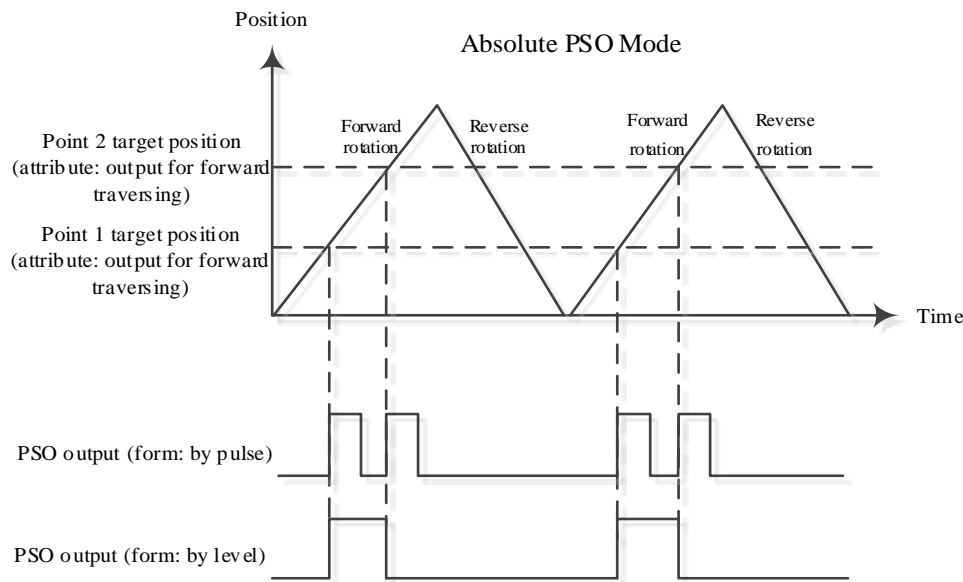 Position
Absolute PSO Mode
Forward
rotation
Reverse
rotation
Forward
rotation
Reverse
rotation
Point 2 target position
(attribute: output for forward
traversing)
Point 1 target position
(attribute: output for forward
traversing)
Time
PSO output (form: by pulse)
PSO output (form: by level)